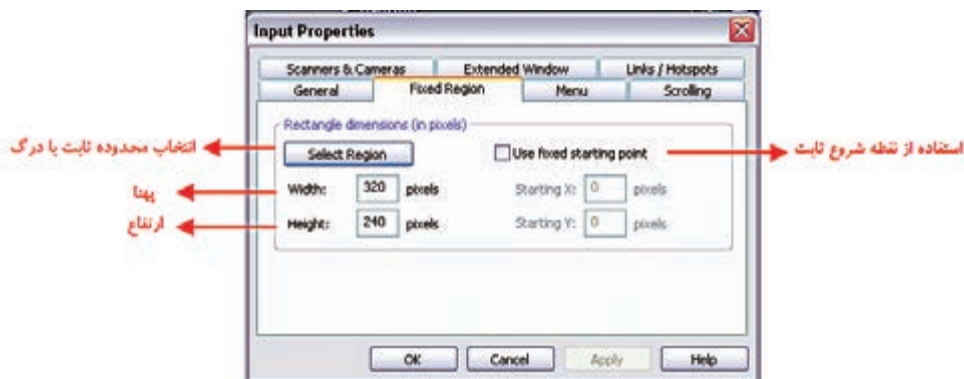 Input Properties
Scanners & Cameras Extended Window Links / Hotspots
General Fixed Region Menu Scrolling
Rectangle dimensions (in pixels)
انتخاب محدوده ثابت با درگ
Select Region
Use fixed starting point
استفاده از نقطه شروع ثابت
پهنا
Width: 320 pixels
Starting X: 0 pixels
ارتفاع
Height: 240 pixels
Starting Y: 0 pixels
OK Cancel Apply Help